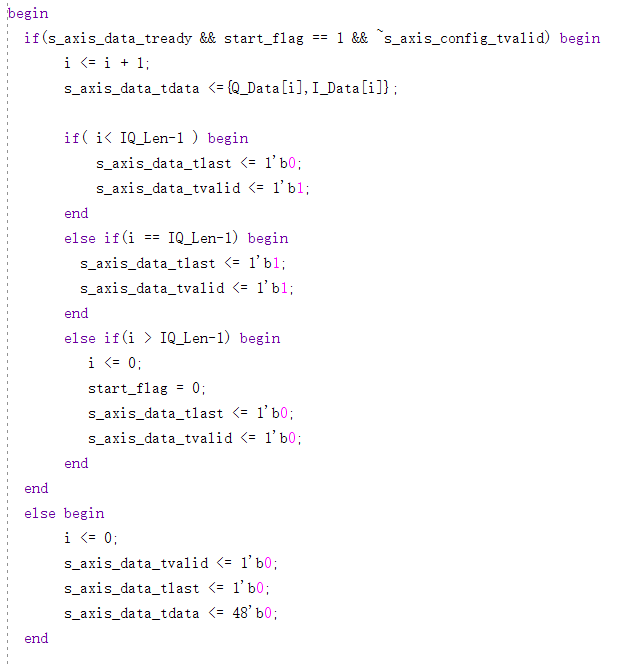 begin
if(s_axis_data_tready && start_flag == 1 && ~s_axis_config_tvalid) begin
i <= i + 1;
s_axis_data_tdata <={Q_Data[i],I_Data[i]};
if( i< IQ_Len-1 ) begin
s_axis_data_tlast <= 1'b0;
s_axis_data_tvalid <= 1'b1;
end
else if(i == IQ_Len-1) begin
s_axis_data_tlast <= 1'b1;
s_axis_data_tvalid <= 1'b1;
end
else if(i > IQ_Len-1) begin
i <= 0;
start_flag = 0;
s_axis_data_tlast <= 1'b0;
s_axis_data_tvalid <= 1'b0;
end
end
else begin
i <= 0;
s_axis_data_tvalid <= 1'b0;
s_axis_data_tlast <= 1'b0;
s_axis_data_tdata <= 48'b0;
end